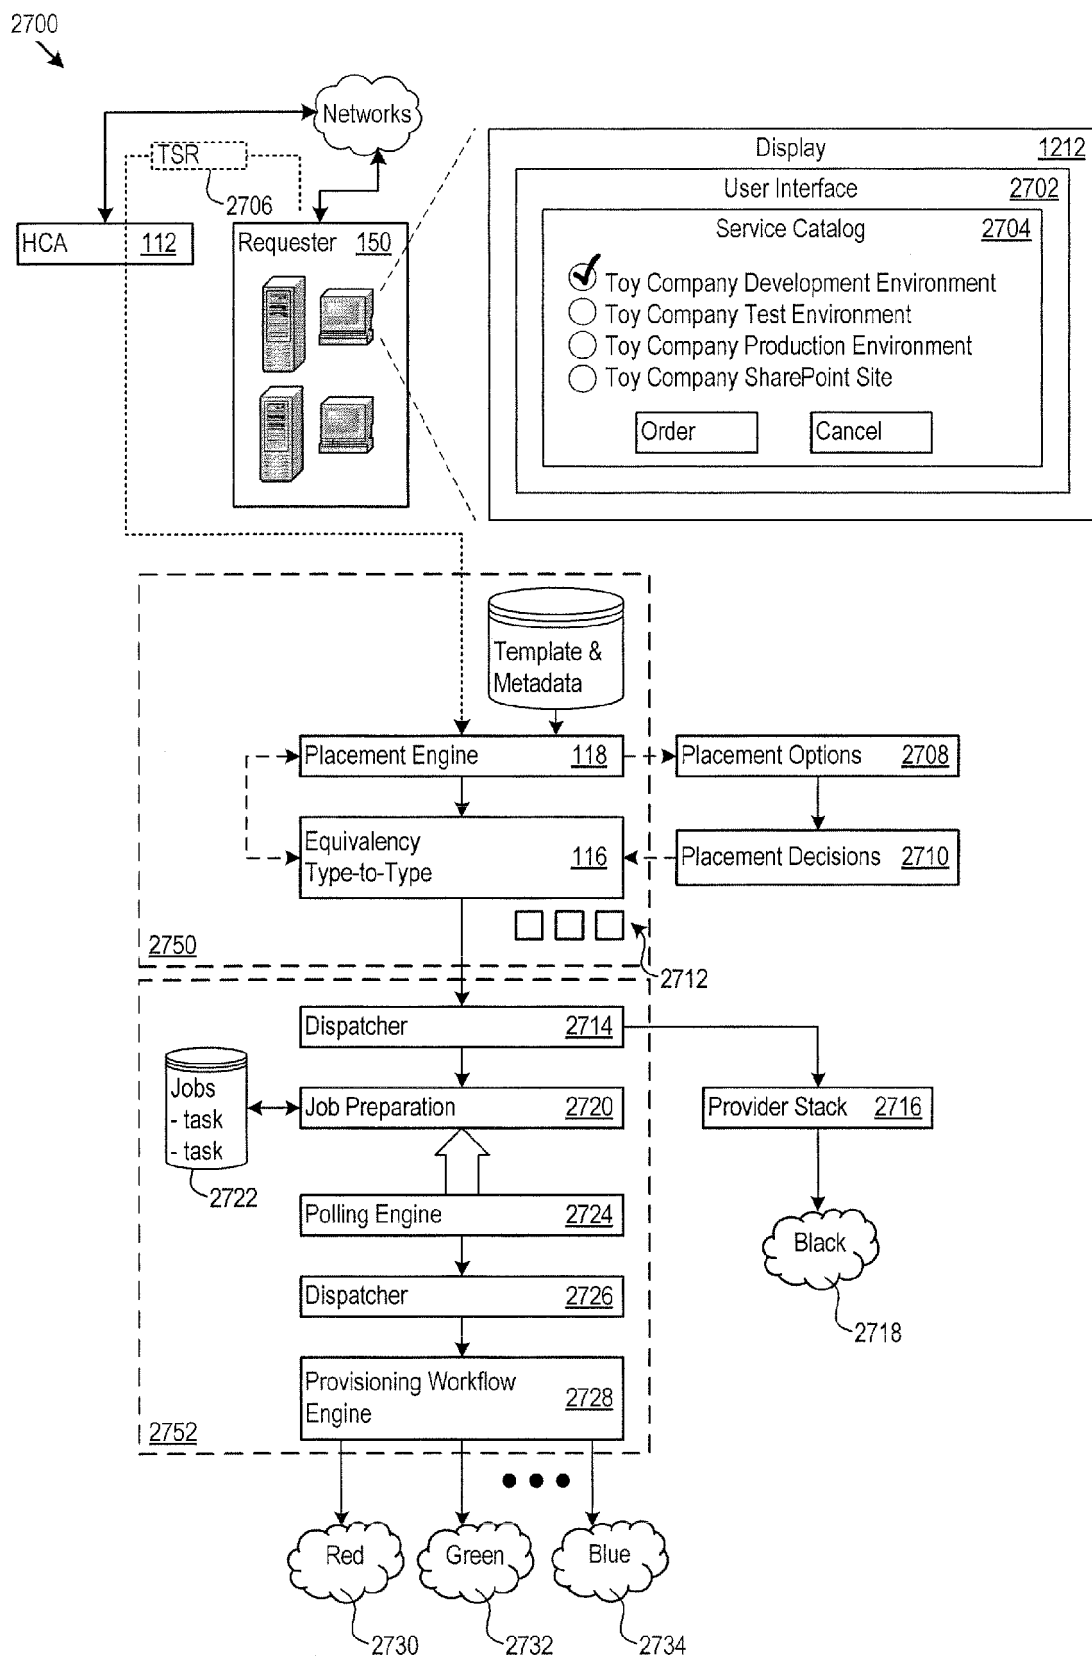 2700
Networks
TSR
2706
HCA 112
Requester 150
Display 1212
User Interface 2702
Service Catalog 2704
Toy Company Development Environment
Toy Company Test Environment
Toy Company Production Environment
Toy Company SharePoint Site
Order
Cancel
Template &
Metadata
Placement Engine 118
Placement Options 2708
Equivalency
Type-to-Type
116
Placement Decisions 2710
2750
2712
Dispatcher 2714
Jobs
- task
- task
2722
Job Preparation 2720
Provider Stack 2716
Polling Engine 2724
Black
2718
Dispatcher 2726
Provisioning Workflow
Engine
2728
2752
Red
Green
Blue
2730
2732
2734